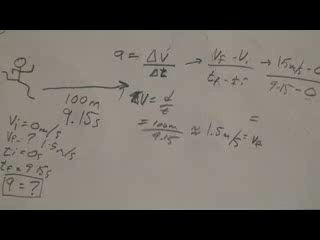 a = Δv/Δt → Vf - Vi / tf - ti → 15m/s - 0 / 9.15 - 0
100m
9.15s
ΔV = d/t
= 100m/9.15 ≈ 1.5m/s = Vf
=
Vi = 0m/s
Vf = ? 1.5m/s
ti = 0s
tf = 9.15s
a = ?